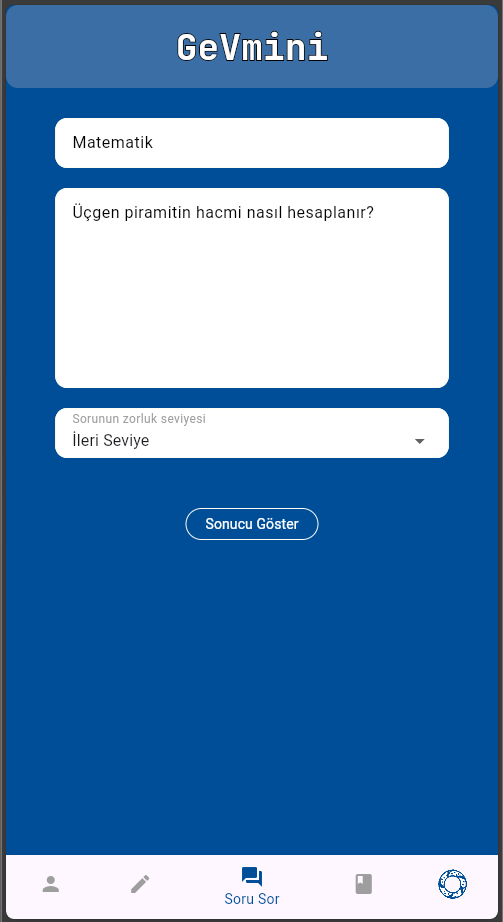 GeVmini
Matematik
Üçgen piramitin hacmi nasıl hesaplanır?
Sorunun zorluk seviyesi
İleri Seviye
Sonucu Göster
Soru Sor